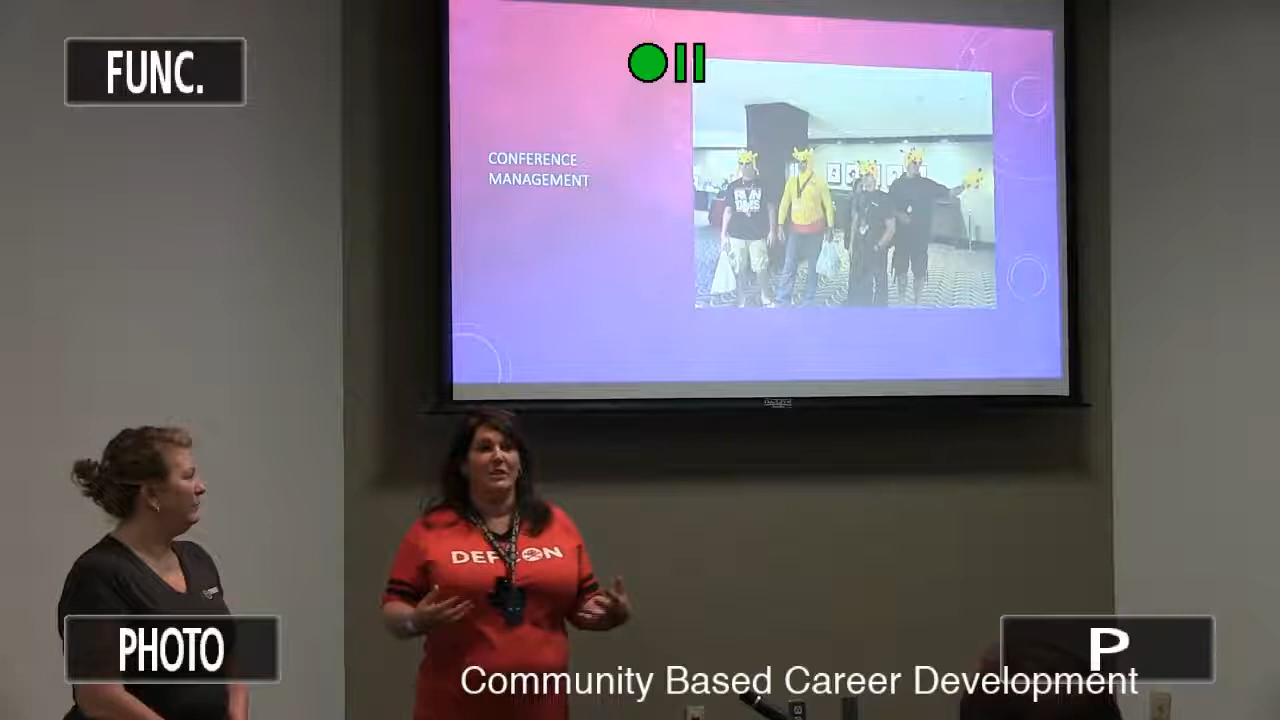 FUNC.
CONFERENCE
MANAGEMENT
DEFCON
PHOTO
P
Community Based Career Development